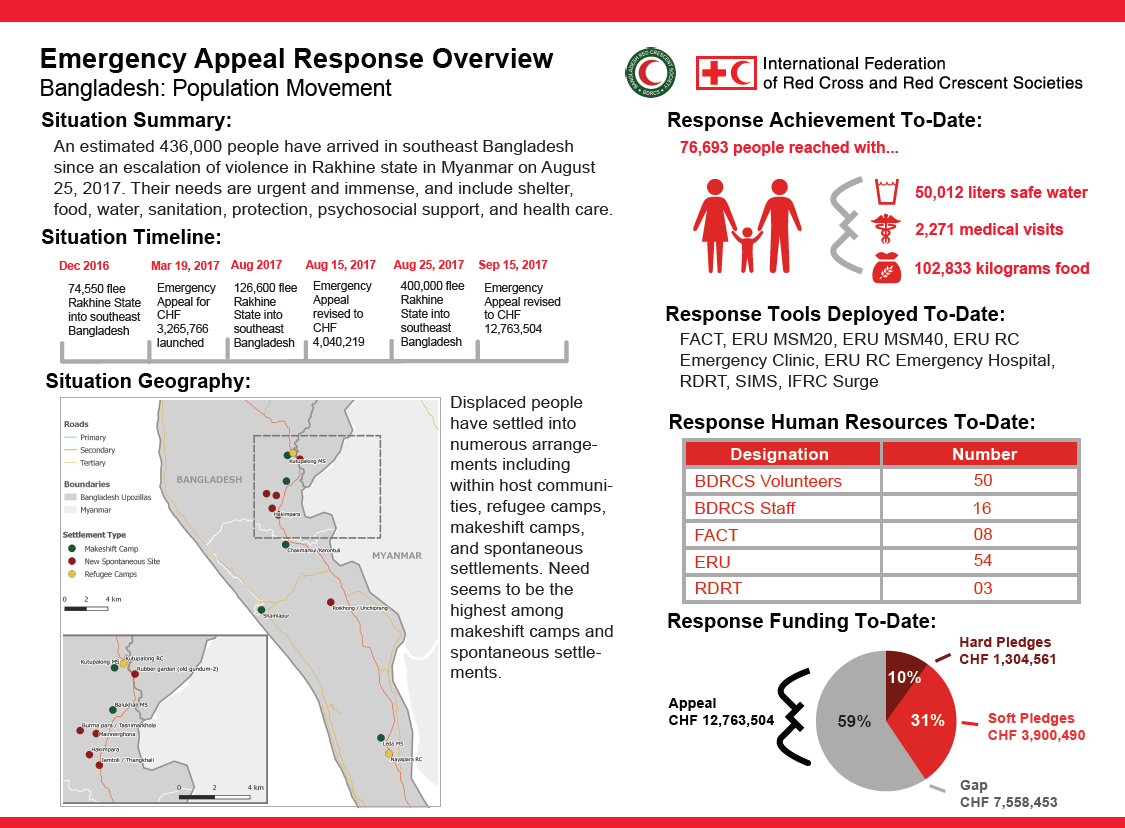 Emergency Appeal Response Overview
Bangladesh: Population Movement
BANGLADESH RED CRESCENT SOCIETY
BDRCS
International Federation
of Red Cross and Red Crescent Societies
Situation Summary:
An estimated 436,000 people have arrived in southeast Bangladesh
since an escalation of violence in Rakhine state in Myanmar on August
25, 2017. Their needs are urgent and immense, and include shelter,
food, water, sanitation, protection, psychosocial support, and health care.
Situation Timeline:
Dec 2016
74,550 flee
Rakhine State
into southeast
Bangladesh
Mar 19, 2017
Emergency
Appeal for
CHF
3,265,766
launched
Aug 2017
126,600 flee
Rakhine
State into
southeast
Bangladesh
Aug 15, 2017
Emergency
Appeal
revised to
CHF
4,040,219
Aug 25, 2017
400,000 flee
Rakhine
State into
southeast
Bangladesh
Sep 15, 2017
Emergency
Appeal revised
to CHF
12,763,504
Situation Geography:
Roads
Primary
Secondary
Tertiary
Boundaries
Bangladesh Upozillas
Myanmar
Settlement Type
Makeshift Camp
New Spontaneous Site
Refugee Camps
0 2 4 km
BANGLADESH
MYANMAR
Kutupalong MS
Hakimpara
Chakmarkul/Kerontuli
Shamlapur
Roikhong / Unchiprang
Leda MS
Nayapara RC
Kutupalong RC
Kutupalong MS
Rubber garden (old gundum-2)
Balukhali MS
Burma para / Tasnimarkhola
Mainnerghona
Hakimpara
Jamtoli / Thangkhali
0 2 4 km
Displaced people
have settled into
numerous arrange-
ments including
within host communi-
ties, refugee camps,
makeshift camps,
and spontaneous
settlements. Need
seems to be the
highest among
makeshift camps and
spontaneous settle-
ments.
Response Achievement To-Date:
76,693 people reached with...
50,012 liters safe water
2,271 medical visits
102,833 kilograms food
Response Tools Deployed To-Date:
FACT, ERU MSM20, ERU MSM40, ERU RC
Emergency Clinic, ERU RC Emergency Hospital,
RDRT, SIMS, IFRC Surge
Response Human Resources To-Date:
Designation Number
BDRCS Volunteers 50
BDRCS Staff 16
FACT 08
ERU 54
RDRT 03
Response Funding To-Date:
Appeal
CHF 12,763,504
59%
10%
31%
Hard Pledges
CHF 1,304,561
Soft Pledges
CHF 3,900,490
Gap
CHF 7,558,453